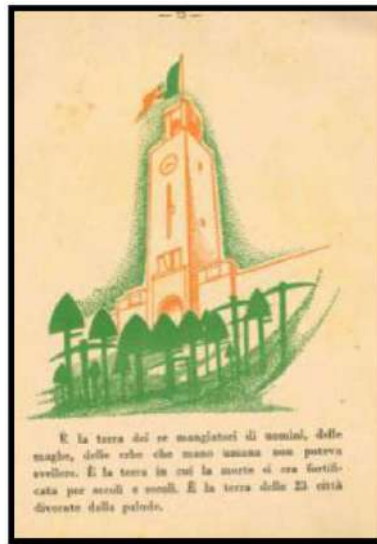 È la terra dei re mangiatori di uomini, delle
maghe, delle erbe che mano umana non poteva
svellere. È la terra in cui la morte si era fortifi-
cata per secoli e secoli. È la terra delle 23 città
divorate dalla palude.